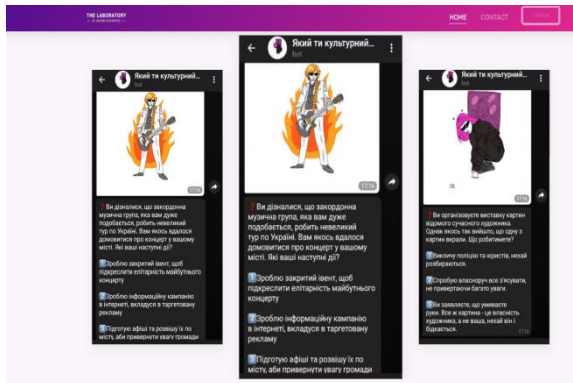 THE LABORATORY
HOME
CONTACT
Який ти культурний...
bot
17:16
❓Ви дізналися, що закордонна
музична група, яка вам дуже
подобається, робить невеликий
тур по Україні. Вам якось вдалося
домовитися про концерт у вашому
місті. Які ваші наступні дії?
1️⃣Зроблю закритий івент, щоб
підкреслити елітарність майбутнього
концерту
2️⃣Зроблю інформаційну кампанію
в інтернеті, вкладуся в таргетовану
рекламу
3️⃣Підготую афіші та розвішу їх по
місту, аби привернути увагу громади
Який ти культурний...
bot
17:16
❓Ви дізналися, що закордонна
музична група, яка вам дуже
подобається, робить невеликий
тур по Україні. Вам якось вдалося
домовитися про концерт у вашому
місті. Які ваші наступні дії?
1️⃣Зроблю закритий івент, щоб
підкреслити елітарність майбутнього
концерту
2️⃣Зроблю інформаційну кампанію
в інтернеті, вкладуся в таргетовану
рекламу
3️⃣Підготую афіші та розвішу їх по
місту, аби привернути увагу громади
Який ти культурний...
bot
17:16
❓Ви організовуєте виставку картин
відомого сучасного художника.
Однак якось так вийшло, що одну з
картин вкрали. Що робитимете?
1️⃣Викличу поліцію та юристів, нехай
розбираються.
2️⃣Спробую власноруч все з'ясувати,
не привертаючи багато уваги.
3️⃣Ви заявляєте, що умиваєте
руки. Все ж картина - це власність
художника, а не ваша, нехай він і
бідкається.
17:16